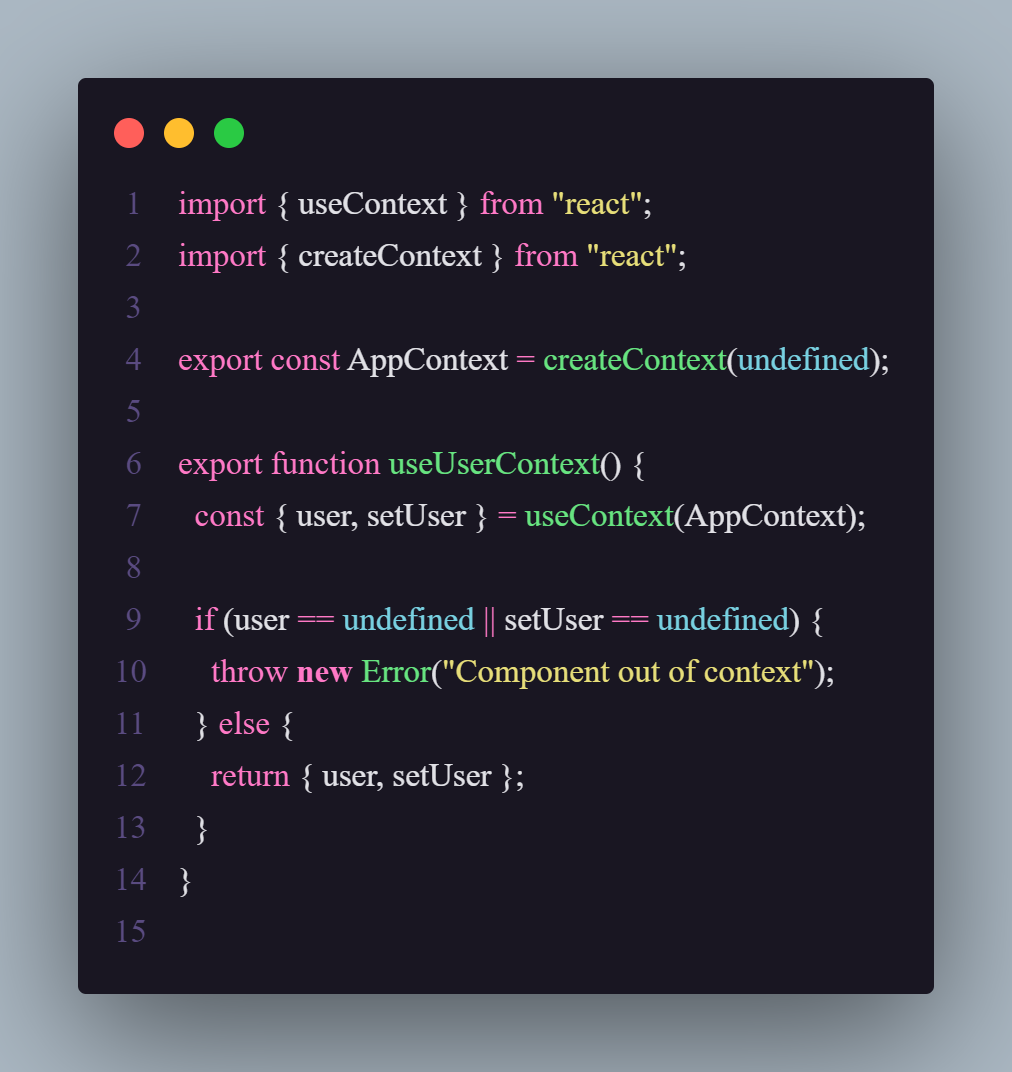 1 import { useContext } from "react";
2 import { createContext } from "react";
3
4 export const AppContext = createContext(undefined);
5
6 export function useUserContext() {
7   const { user, setUser } = useContext(AppContext);
8
9   if (user == undefined || setUser == undefined) {
10     throw new Error("Component out of context");
11   } else {
12     return { user, setUser };
13   }
14 }
15